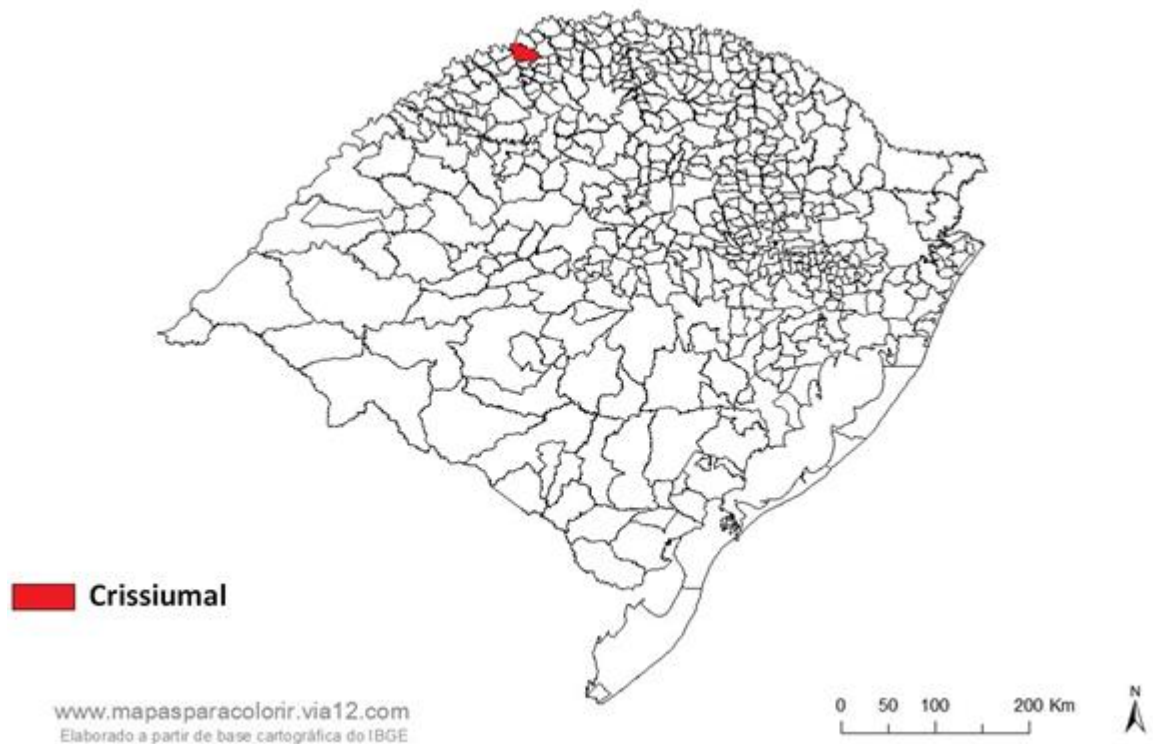 Crissiumal
www.mapasparacolorir.via12.com
Elaborado a partir de base cartográfica do IBGE
0 50 100 200 Km
N